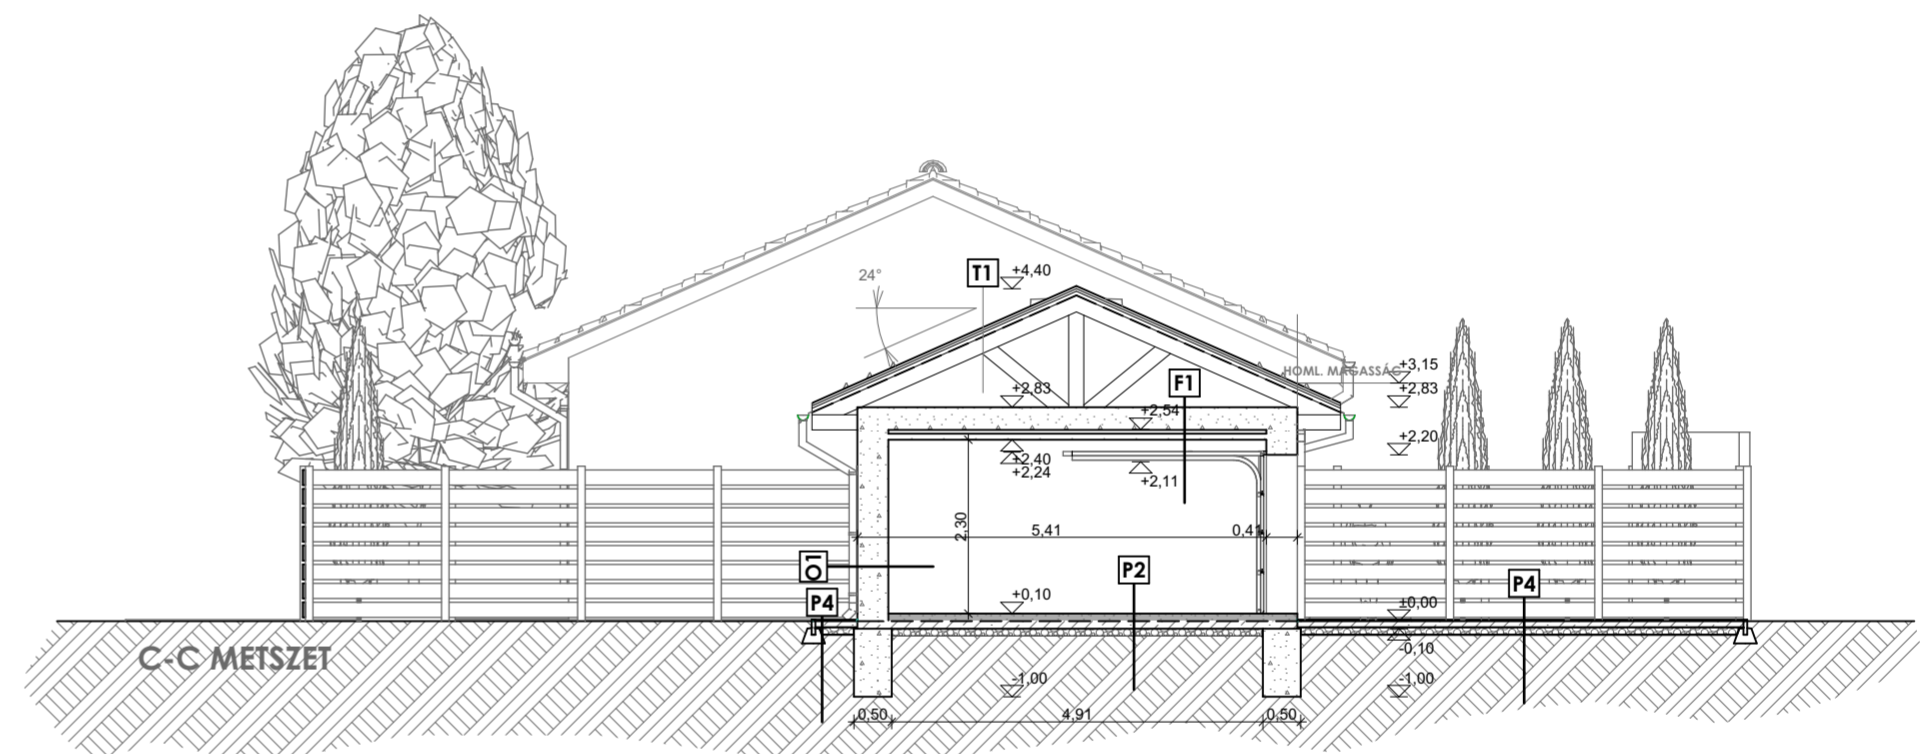 T1
+4,40
24°
+3,15
HOML. MAGASSÁG
+2,83
F1
+2,83
+2,54
+2,20
+2,40
+2,24
+2,11
2,30
5,41
0,41
O1
P2
P4
P4
+0,10
±0,00
-0,10
C-C METSZET
-1,00
-1,00
0,50
4,91
0,50